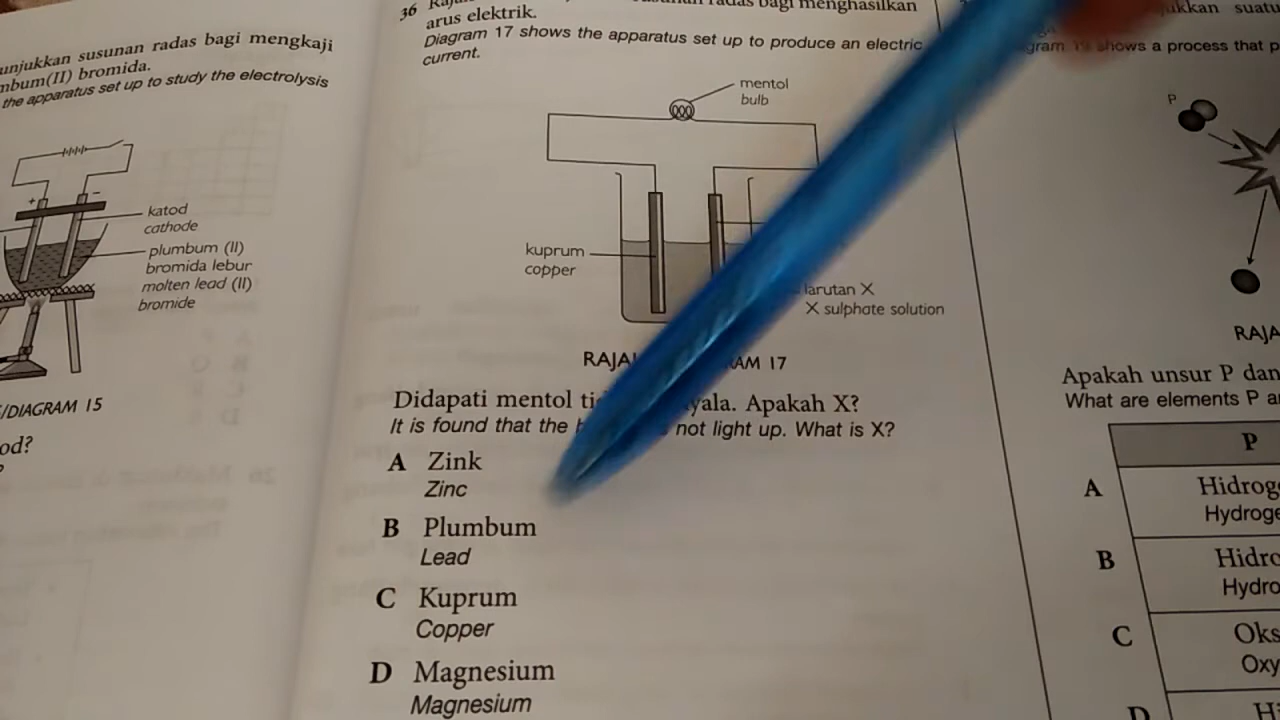 unjukkan susunan radas bagi mengkaji
mbum(II) bromida.
the apparatus set up to study the electrolysis
+
−
katod
cathode
plumbum (II)
bromida lebur
molten lead (II)
bromide
/DIAGRAM 15
od?
36
radas bagi menghasilkan
arus elektrik.
Diagram 17 shows the apparatus set up to produce an electric
current.
mentol
bulb
kuprum
copper
larutan X
X sulphate solution
RAJA AM 17
Didapati mentol ti yala. Apakah X?
It is found that the not light up. What is X?
A Zink
Zinc
B Plumbum
Lead
C Kuprum
Copper
D Magnesium
Magnesium
ukkan suatu
gram shows a process that p
P
RAJA
Apakah unsur P dan
What are elements P a
P
A Hidrog
Hydroge
B Hidro
Hydro
C Oks
Oxy
D Hi